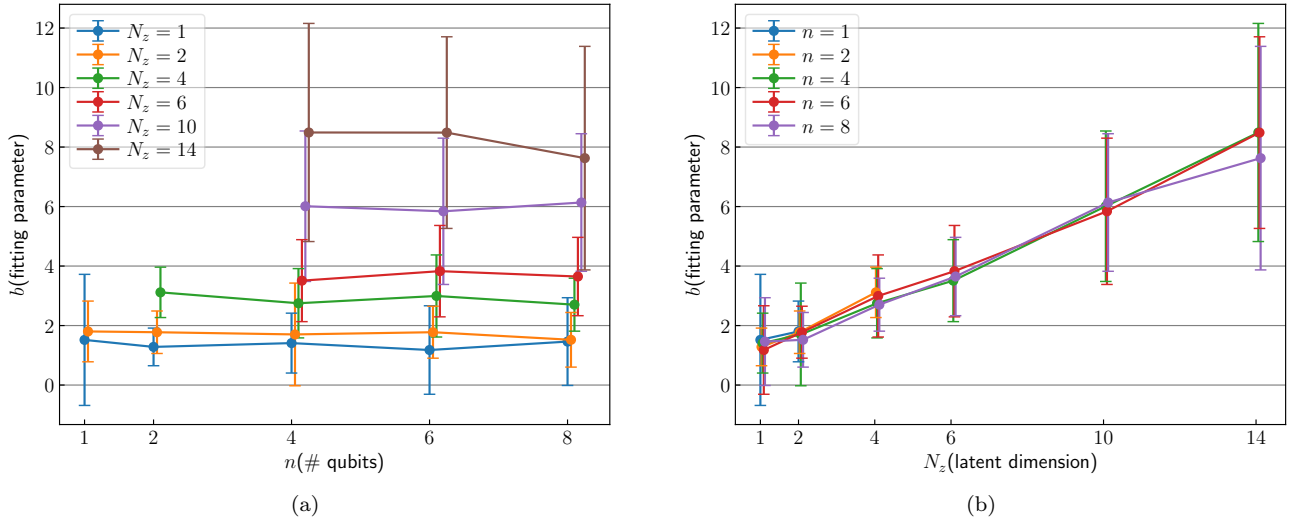 12
10
8
6
4
2
0
b(fitting parameter)
N_z = 1
N_z = 2
N_z = 4
N_z = 6
N_z = 10
N_z = 14
1 2 4 6 8
n(# qubits)
(a)
12
10
8
6
4
2
0
b(fitting parameter)
n = 1
n = 2
n = 4
n = 6
n = 8
1 2 4 6 10 14
N_z(latent dimension)
(b)